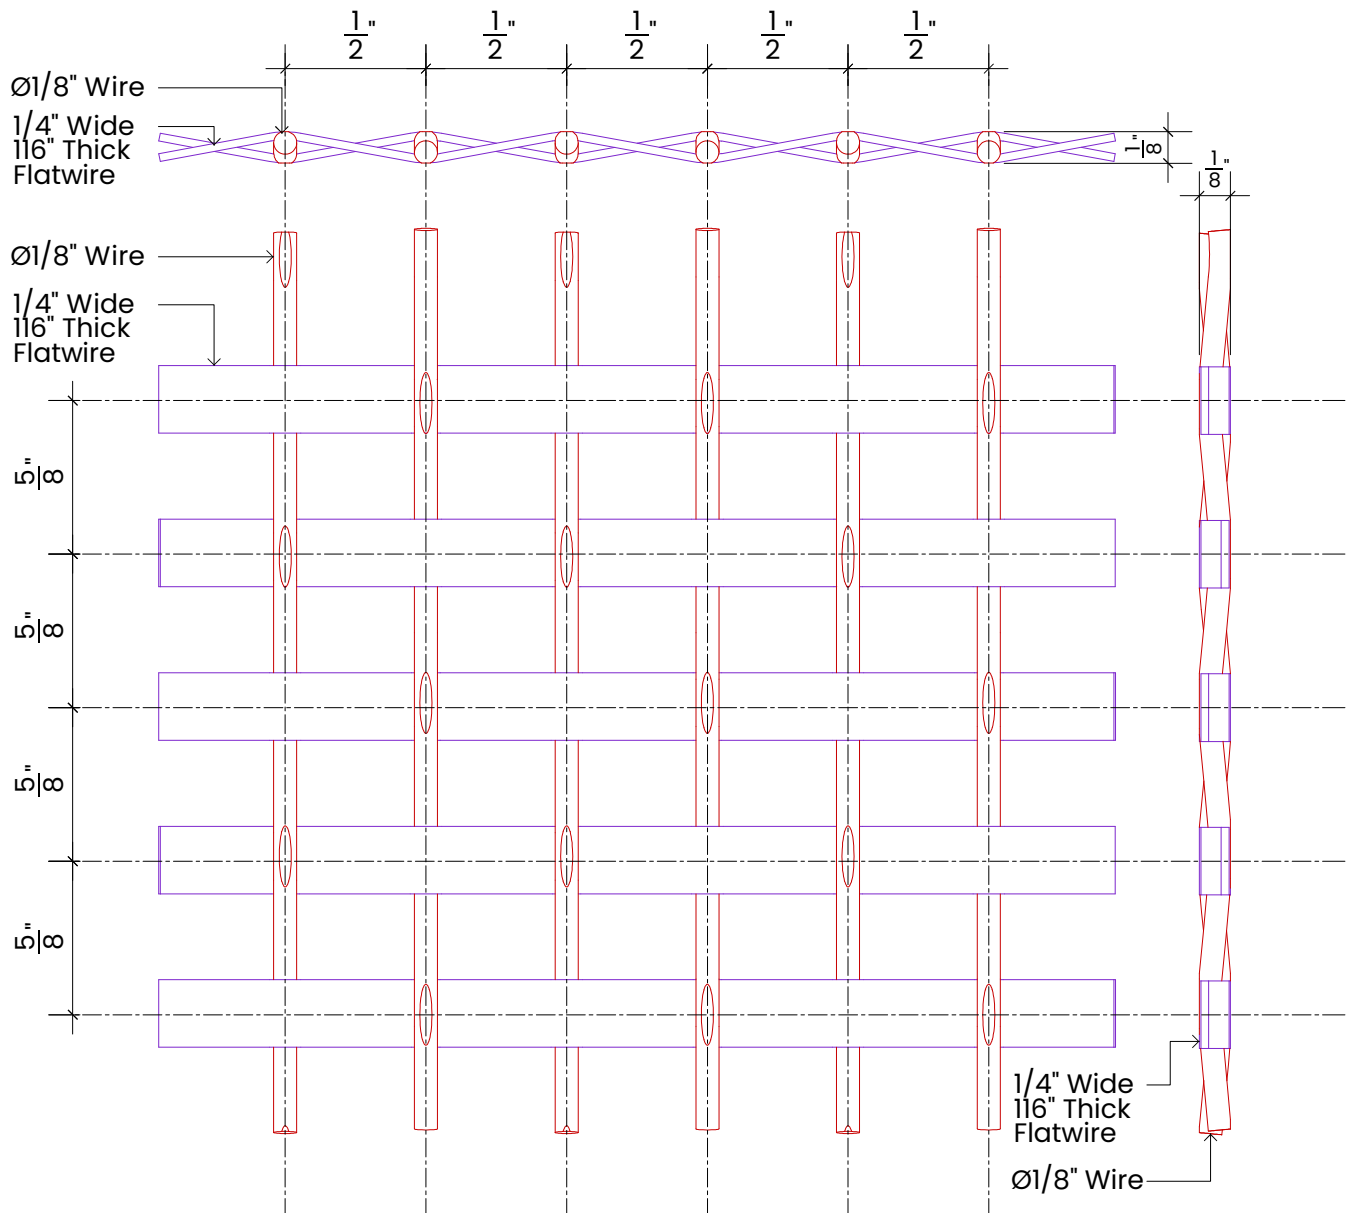 1/2" 1/2" 1/2" 1/2" 1/2"
Ø1/8" Wire
1/4" Wide
116" Thick
Flatwire
1/8"
1/8"
Ø1/8" Wire
1/4" Wide
116" Thick
Flatwire
5/8"
5/8"
5/8"
5/8"
1/4" Wide
116" Thick
Flatwire
Ø1/8" Wire